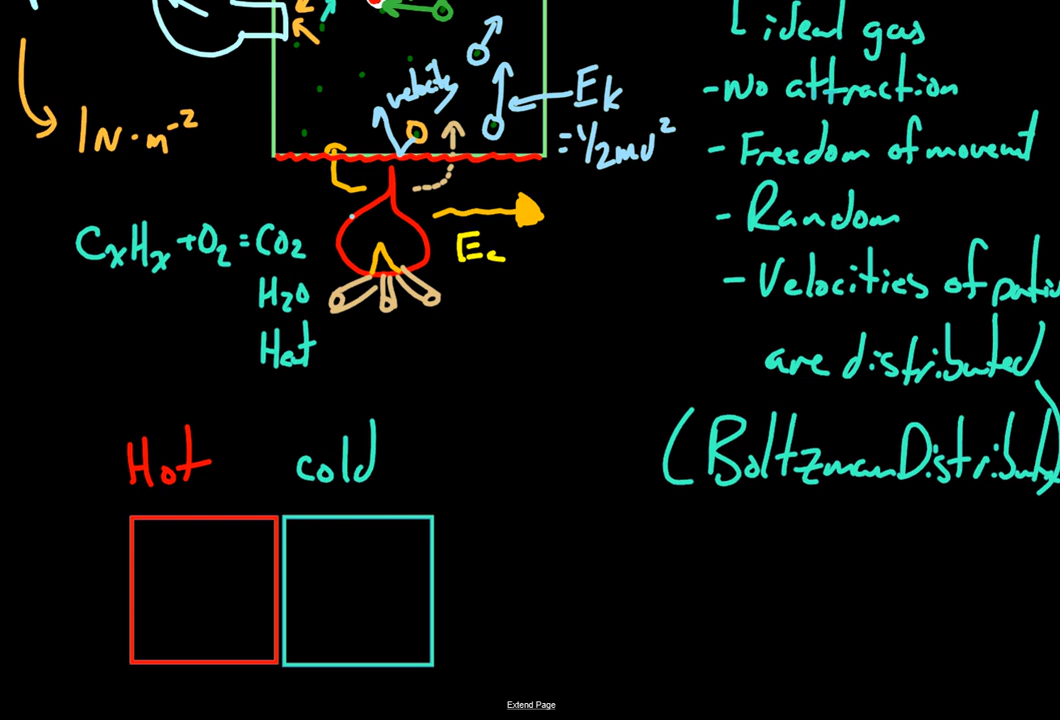 ideal gas
-No attraction
velocity
Ek
= 1/2mv²
1N·m⁻²
- Freedom of movement
- Random
CxHx + O₂ = CO₂
Ec
H₂O
Heat
- Velocities of
are distributed
Hot cold
(Boltzman
Extend Page